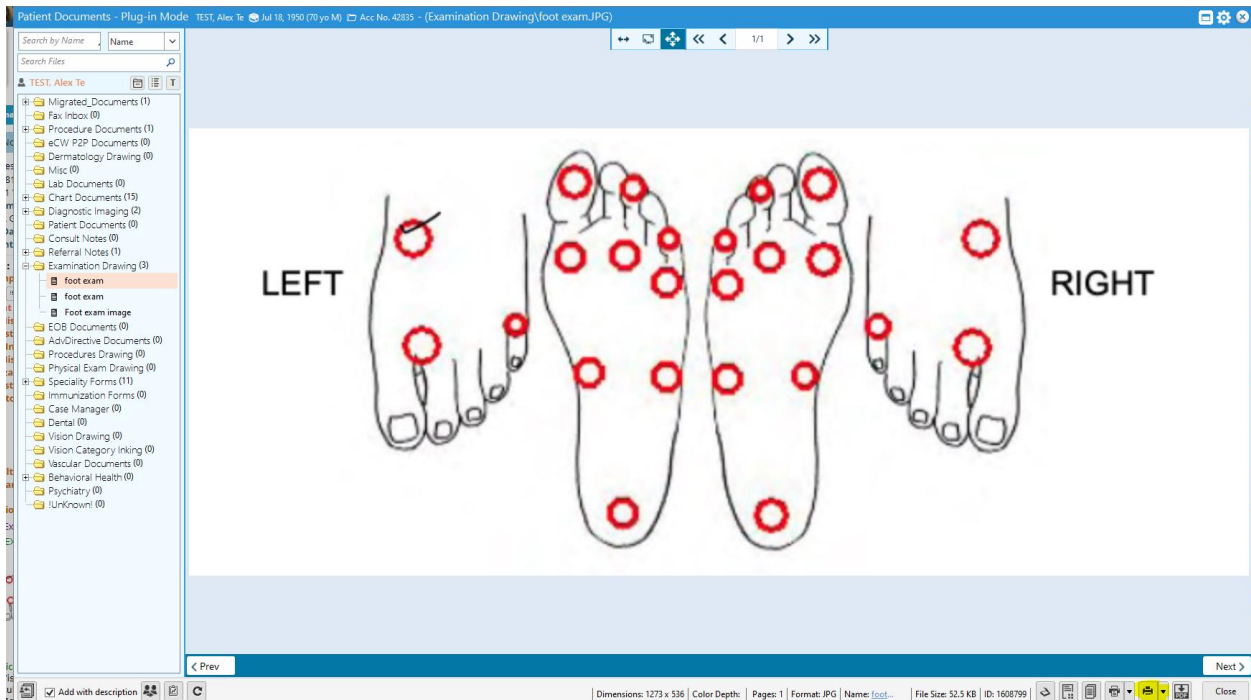 Patient Documents - Plug-in Mode TEST, Alex Te Jul 18, 1950 (70 yo M) Acc No. 42835 - (Examination Drawing\foot exam.JPG)
Search by Name
Name
1/1
Search Files
TEST, Alex Te
T
Migrated_Documents (1)
Fax Inbox (0)
Procedure Documents (1)
eCW P2P Documents (0)
Dermatology Drawing (0)
Misc (0)
Lab Documents (0)
Chart Documents (15)
Diagnostic Imaging (2)
Patient Documents (0)
Consult Notes (0)
Referral Notes (1)
Examination Drawing (3)
foot exam
foot exam
Foot exam image
EOB Documents (0)
AdvDirective Documents (0)
Procedures Drawing (0)
Physical Exam Drawing (0)
Speciality Forms (11)
Immunization Forms (0)
Case Manager (0)
Dental (0)
Vision Drawing (0)
Vision Category Inking (0)
Vascular Documents (0)
Behavioral Health (0)
Psychiatry (0)
!UnKnown! (0)
LEFT
RIGHT
Prev
Next
Add with description
Dimensions: 1273 x 536 | Color Depth: | Pages: 1 | Format: JPG | Name: foot... | File Size: 52.5 KB | ID: 1608799 |
Close